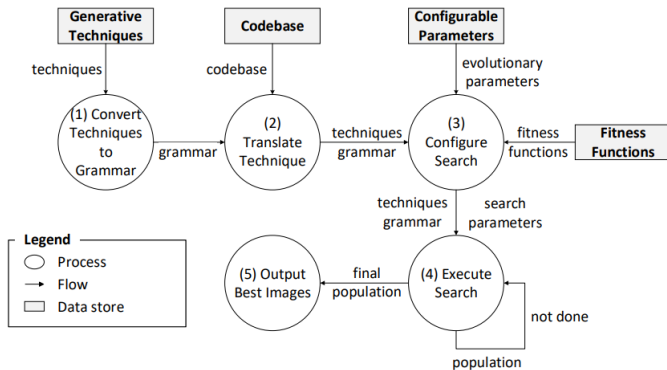 Generative
Techniques
Codebase
Configurable
Parameters
techniques
codebase
evolutionary
parameters
(1) Convert
Techniques
to
Grammar
grammar
(2)
Translate
Technique
techniques
grammar
(3)
Configure
Search
fitness
functions
Fitness
Functions
techniques
grammar
search
parameters
Legend
Process
Flow
Data store
(5) Output
Best Images
final
population
(4) Execute
Search
not done
population